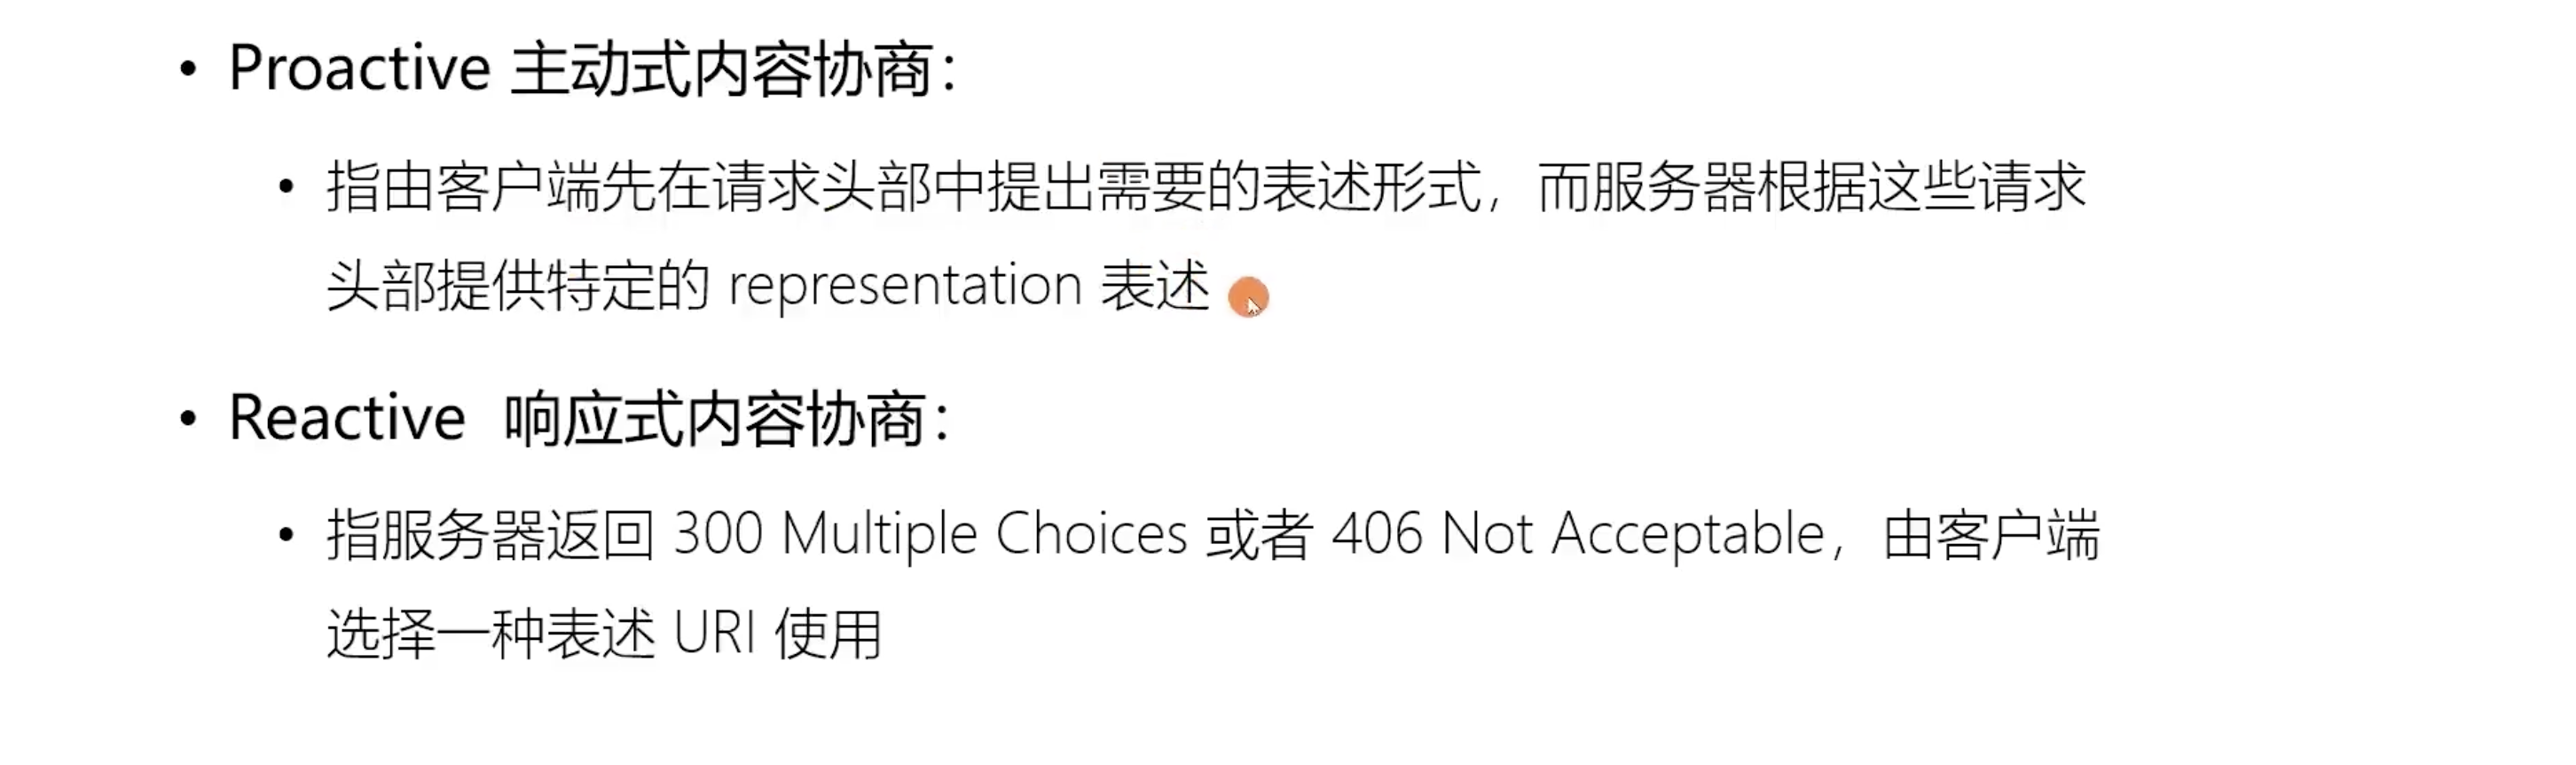 • Proactive 主动式内容协商：
• 指由客户端先在请求头部中提出需要的表述形式，而服务器根据这些请求
头部提供特定的 representation 表述
• Reactive 响应式内容协商：
• 指服务器返回 300 Multiple Choices 或者 406 Not Acceptable，由客户端
选择一种表述 URI 使用